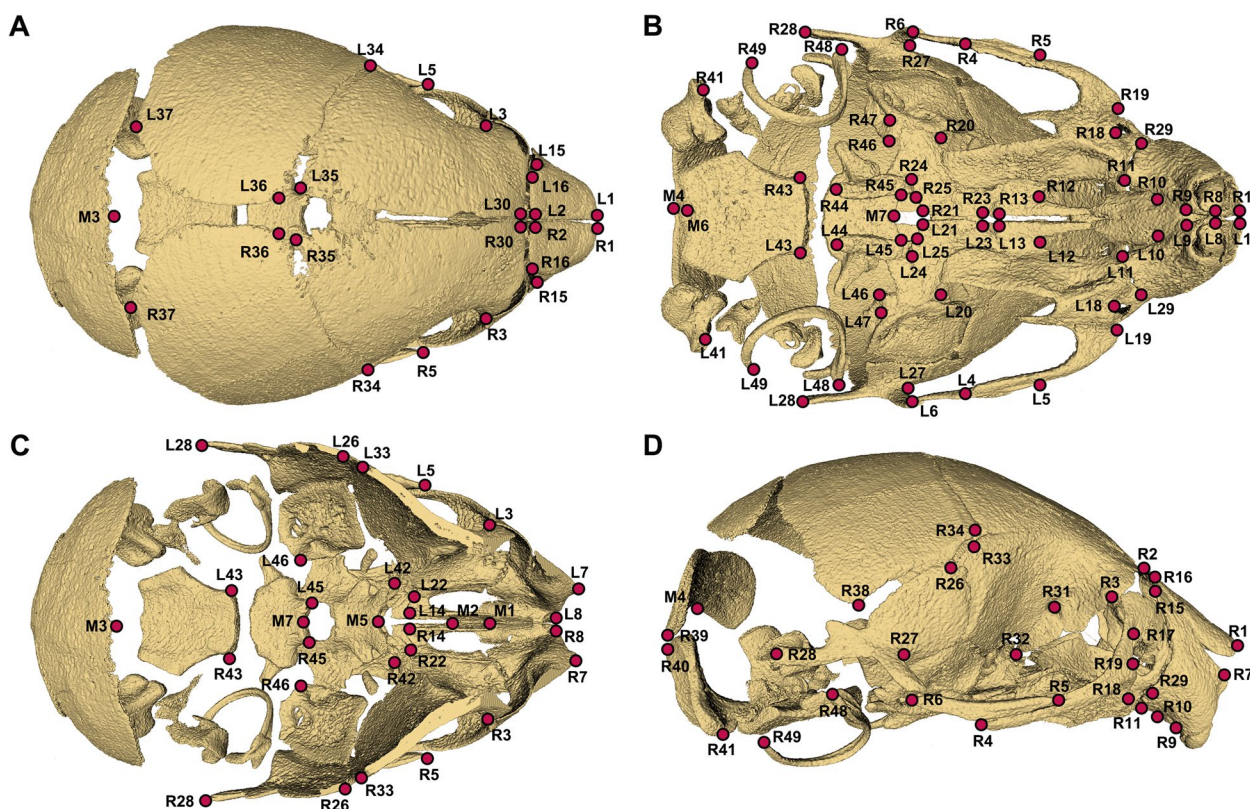 A
L34
L5
L3
L37
L15
L16
L36
L35
M3
L30
L2
L1
R30
R2
R1
R36
R35
R16
R15
R37
R3
R5
R34
B
R28
R6
R48
R27
R4
R5
R49
R41
R19
R47
R20
R18
R29
R46
R24
R11
R43
R45
R25
R12
R10
R44
R23
R13
R9
R8
R1
M4
M6
M7
R21
L21
L44
L23
L13
L9
L8
L1
L43
L45
L25
L12
L10
L24
L11
L46
L20
L18
L29
L47
L19
L41
L27
L49
L48
L4
L5
L28
L6
C
L28
L26
L33
L5
L3
L46
L42
L43
L45
L22
L7
L14
L8
M3
M7
M5
M2
M1
R14
R8
R43
R45
R22
R7
R46
R42
R3
R5
R33
R28
R26
D
R34
R33
R2
R26
R3
R16
M4
R38
R31
R15
R39
R17
R1
R40
R28
R27
R32
R19
R7
R48
R6
R5
R18
R29
R10
R11
R41
R49
R4
R9